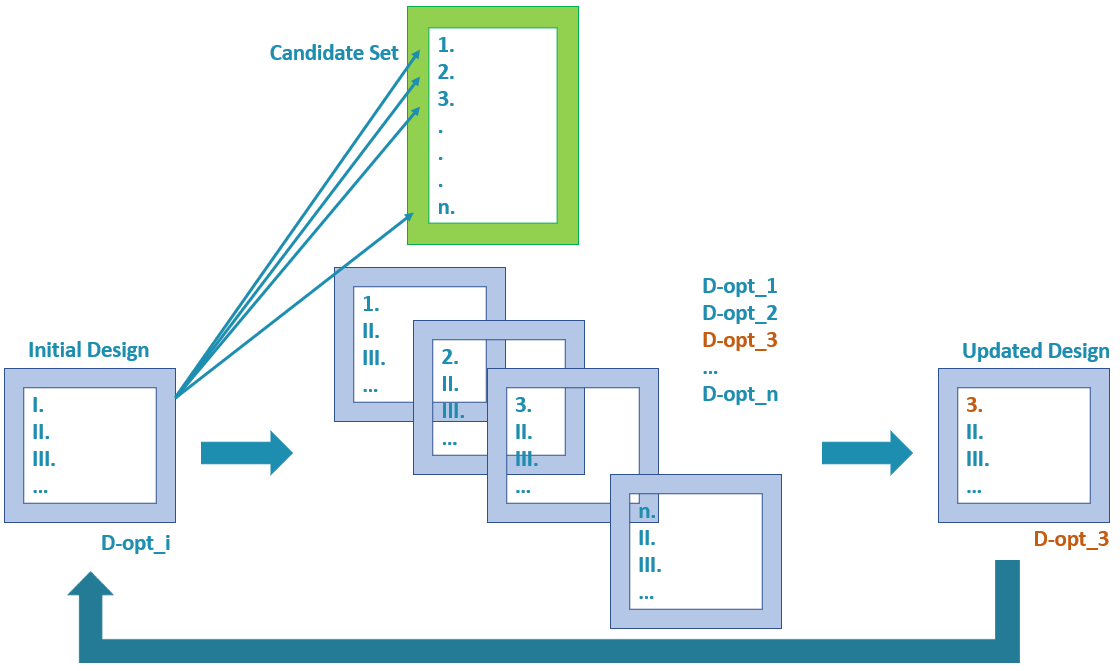 Candidate Set
1.
2.
3.
.
.
.
n.
Initial Design
I.
II.
III.
...
D-opt_i
1.
II.
III.
...
2.
II.
III.
...
3.
II.
III.
...
n.
II.
III.
...
D-opt_1
D-opt_2
D-opt_3
...
D-opt_n
Updated Design
3.
II.
III.
...
D-opt_3